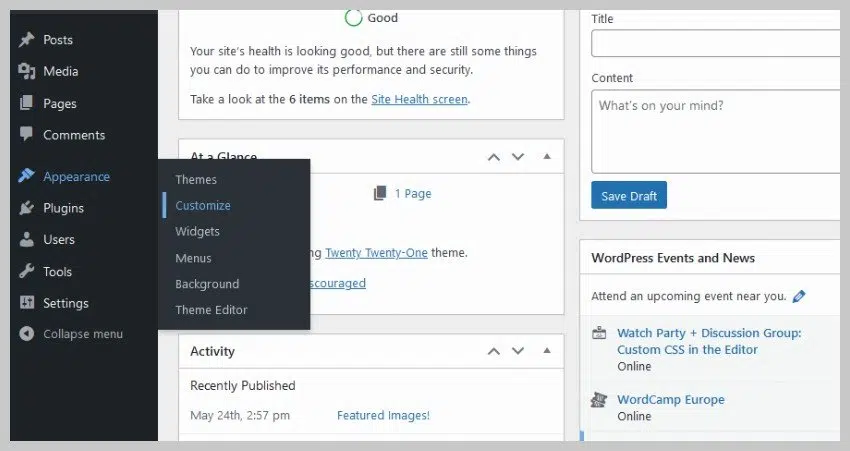 Posts
Media
Pages
Comments
Appearance
Plugins
Users
Tools
Settings
Collapse menu
Themes
Customize
Widgets
Menus
Background
Theme Editor
Good
Your site's health is looking good, but there are still some things
you can do to improve its performance and security.
Take a look at the 6 items on the Site Health screen.
At a Glance
1 Page
Twenty Twenty-One theme.
Activity
Recently Published
May 24th, 2:57 pm Featured Images!
Title
Content
What's on your mind?
Save Draft
WordPress Events and News
Attend an upcoming event near you.
Watch Party + Discussion Group:
Custom CSS in the Editor
Online
WordCamp Europe
Online